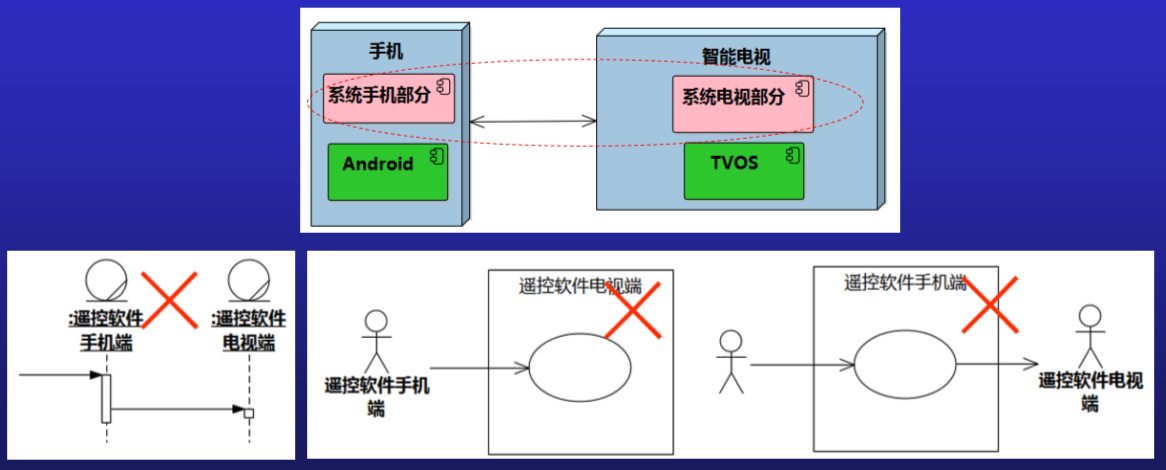 手机
智能电视
系统手机部分
系统电视部分
Android
TVOS
:遥控软件
手机端
:遥控软件
电视端
遥控软件电视端
遥控软件手机
端
遥控软件手机端
遥控软件电视
端